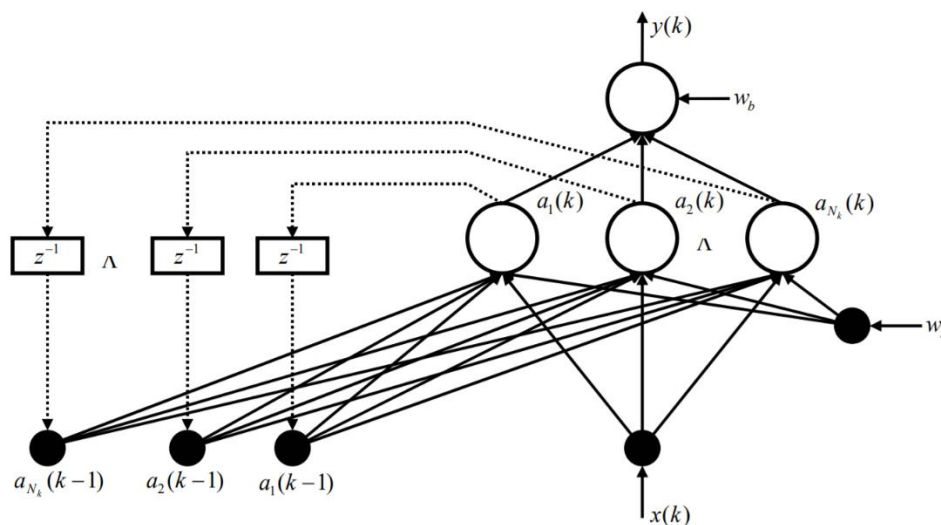 y(k)
w_b
a_1(k)
a_2(k)
a_{N_k}(k)
z^{-1}
Λ
z^{-1}
z^{-1}
Λ
w
a_{N_k}(k−1)
a_2(k−1)
a_1(k−1)
x(k)